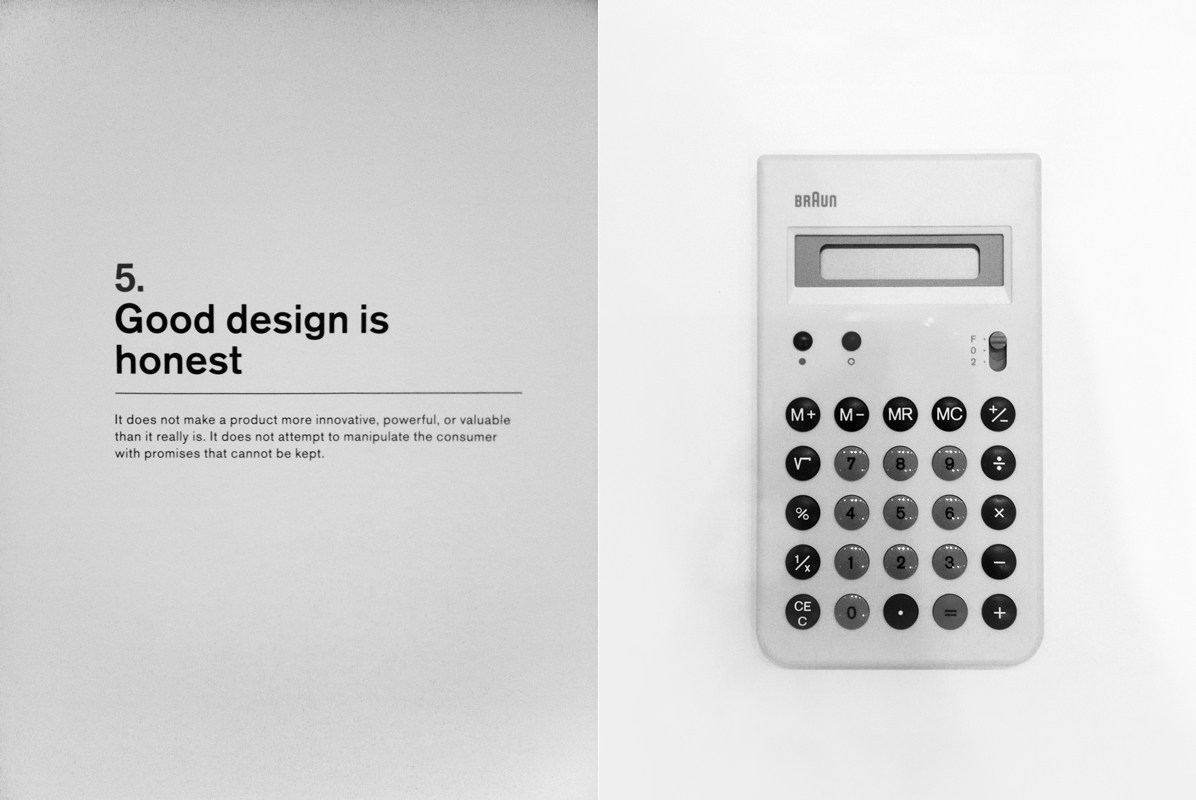 5.
Good design is
honest
It does not make a product more innovative, powerful, or valuable
than it really is. It does not attempt to manipulate the consumer
with promises that cannot be kept.
BRAUN
F
0
2
M+ M− MR MC +/−
√ 7 8 9 ÷
% 4 5 6 ×
1/x 1 2 3 −
CE
C 0 · = +